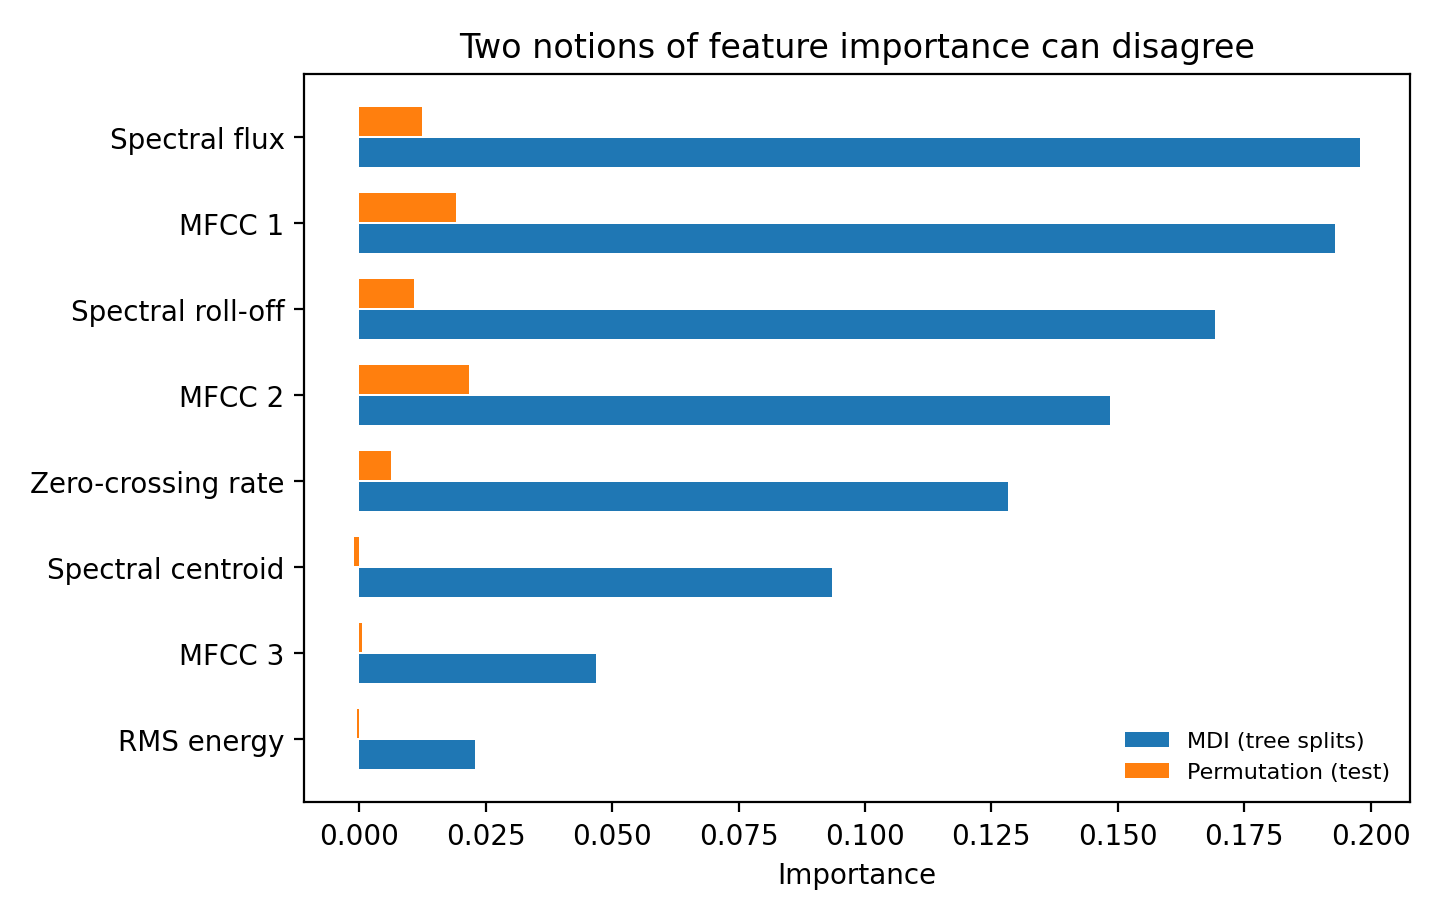 Two notions of feature importance can disagree
Spectral flux
MFCC 1
Spectral roll-off
MFCC 2
Zero-crossing rate
Spectral centroid
MFCC 3
RMS energy
MDI (tree splits)
Permutation (test)
0.000 0.025 0.050 0.075 0.100 0.125 0.150 0.175 0.200
Importance